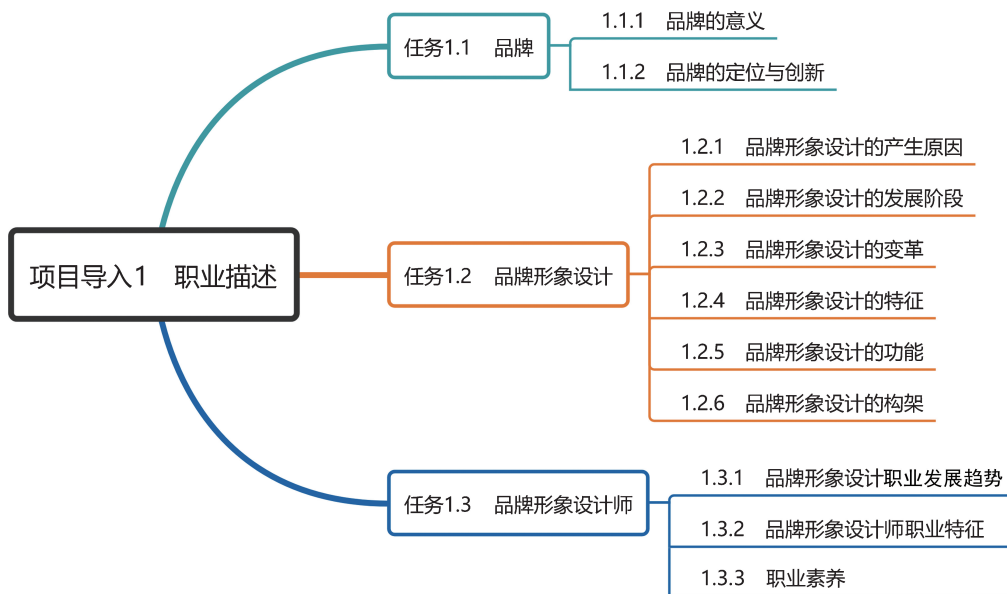 任务1.1 品牌
1.1.1 品牌的意义
1.1.2 品牌的定位与创新
项目导入1 职业描述
任务1.2 品牌形象设计
1.2.1 品牌形象设计的产生原因
1.2.2 品牌形象设计的发展阶段
1.2.3 品牌形象设计的变革
1.2.4 品牌形象设计的特征
1.2.5 品牌形象设计的功能
1.2.6 品牌形象设计的构架
任务1.3 品牌形象设计师
1.3.1 品牌形象设计职业发展趋势
1.3.2 品牌形象设计师职业特征
1.3.3 职业素养